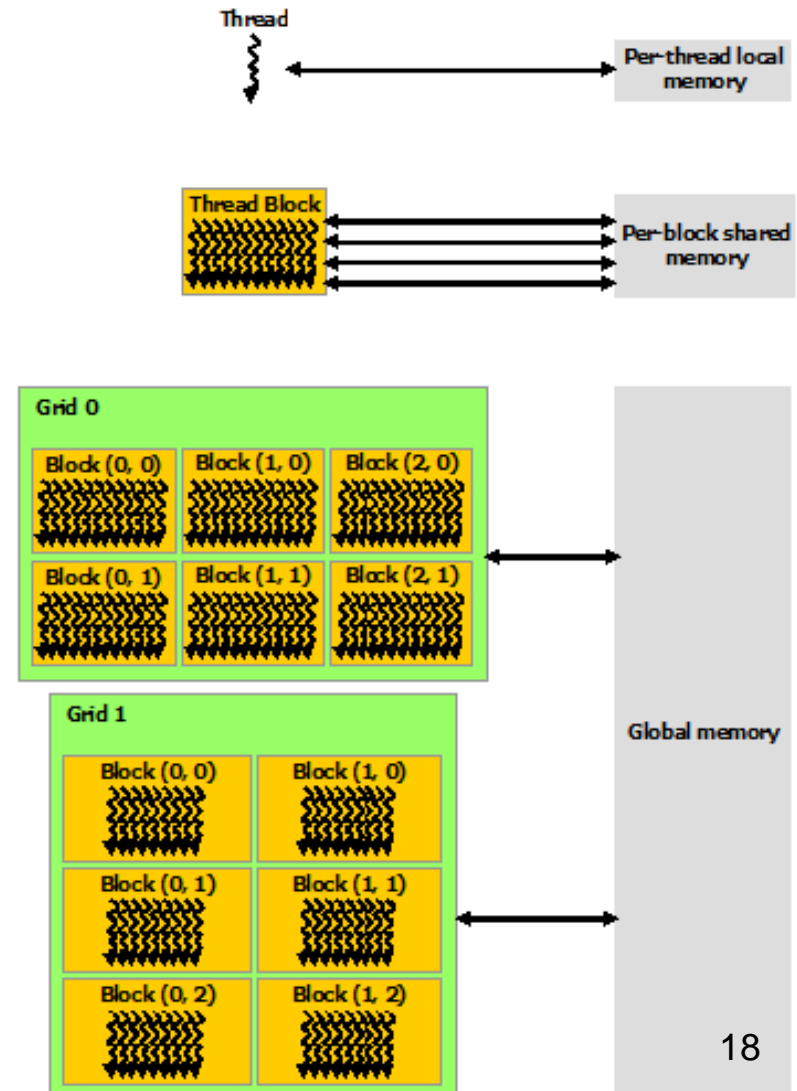 Thread
Per-thread local
memory
Thread Block
Per-block shared
memory
Grid 0
Block (0, 0)
Block (1, 0)
Block (2, 0)
Block (0, 1)
Block (1, 1)
Block (2, 1)
Grid 1
Global memory
Block (0, 0)
Block (1, 0)
Block (0, 1)
Block (1, 1)
Block (0, 2)
Block (1, 2)
18